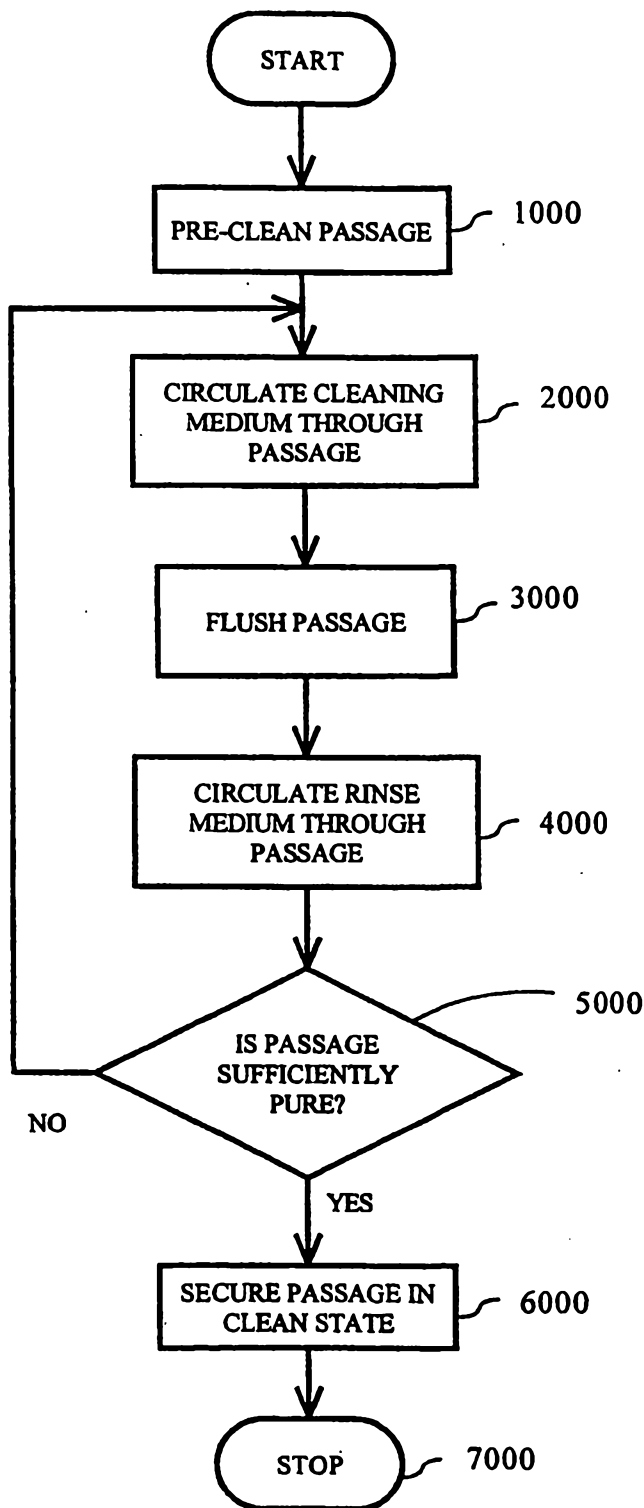 START
PRE-CLEAN PASSAGE
1000
CIRCULATE CLEANING
MEDIUM THROUGH
PASSAGE
2000
FLUSH PASSAGE
3000
CIRCULATE RINSE
MEDIUM THROUGH
PASSAGE
4000
IS PASSAGE
SUFFICIENTLY
PURE?
5000
NO
YES
SECURE PASSAGE IN
CLEAN STATE
6000
STOP
7000